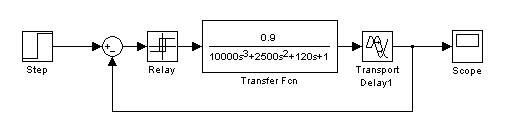 0.9
10000s³+2500s²+120s+1
Step
Relay
Transfer Fcn
Transport
Delay1
Scope